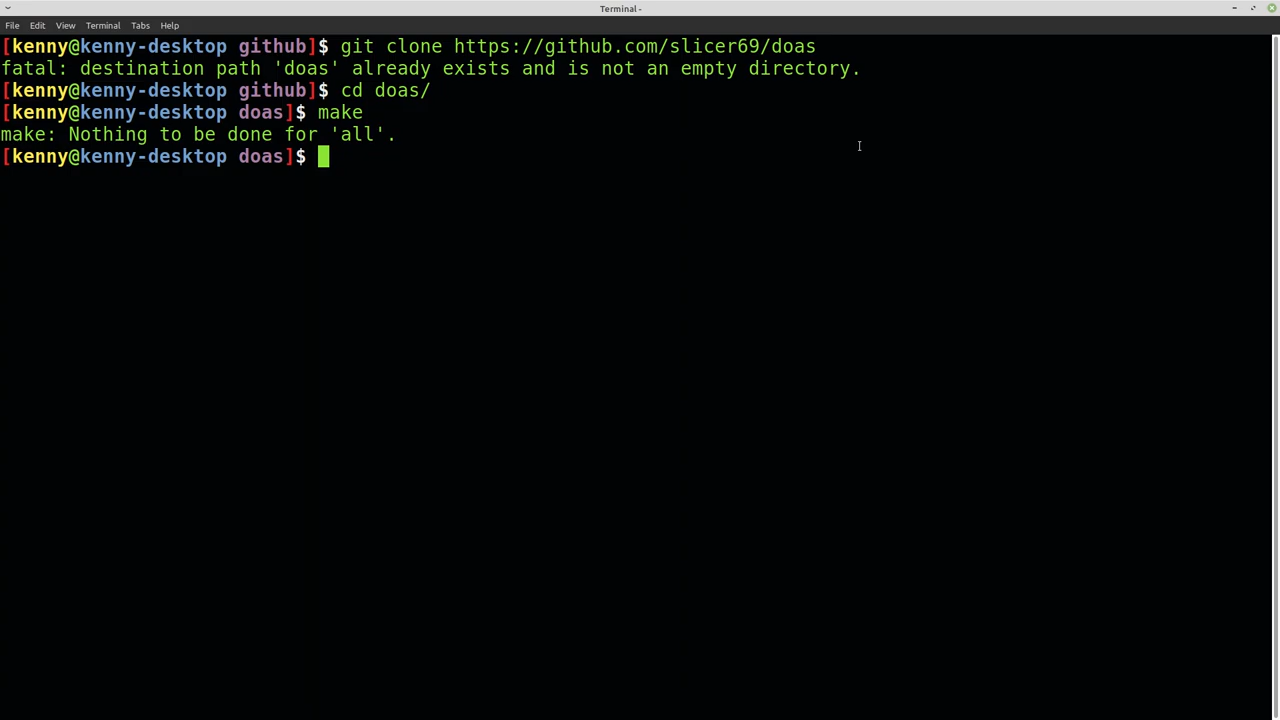 Terminal -
File Edit View Terminal Tabs Help
[kenny@kenny-desktop github]$ git clone https://github.com/slicer69/doas
fatal: destination path 'doas' already exists and is not an empty directory.
[kenny@kenny-desktop github]$ cd doas/
[kenny@kenny-desktop doas]$ make
make: Nothing to be done for 'all'.
[kenny@kenny-desktop doas]$